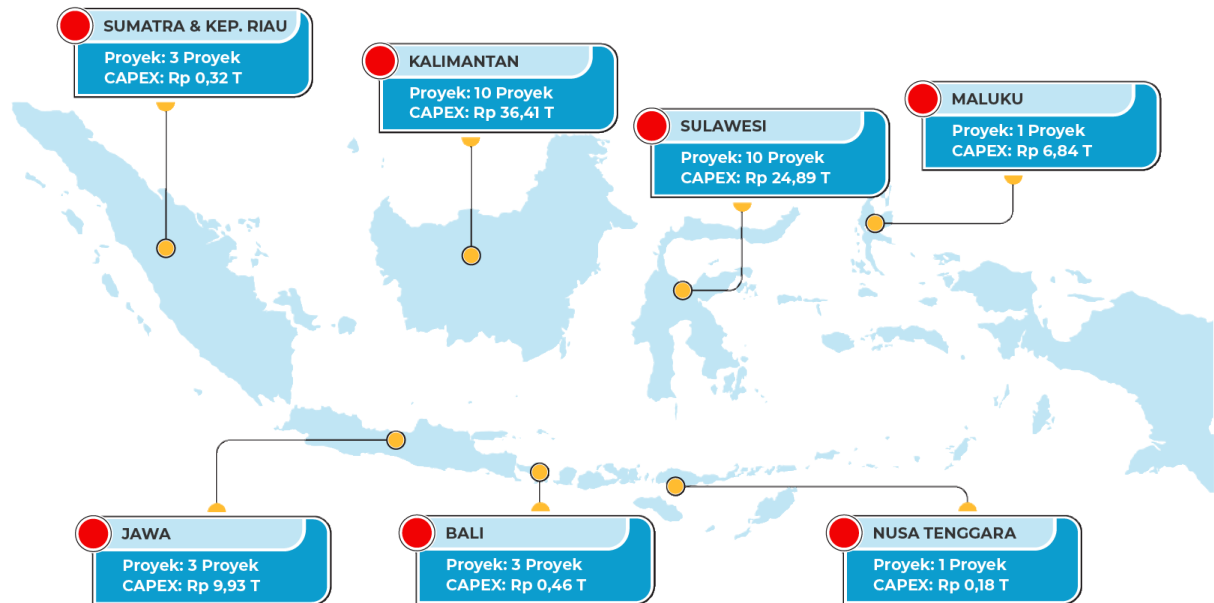 SUMATRA & KEP. RIAU
Proyek: 3 Proyek
CAPEX: Rp 0,32 T
KALIMANTAN
Proyek: 10 Proyek
CAPEX: Rp 36,41 T
SULAWESI
Proyek: 10 Proyek
CAPEX: Rp 24,89 T
MALUKU
Proyek: 1 Proyek
CAPEX: Rp 6,84 T
JAWA
Proyek: 3 Proyek
CAPEX: Rp 9,93 T
BALI
Proyek: 3 Proyek
CAPEX: Rp 0,46 T
NUSA TENGGARA
Proyek: 1 Proyek
CAPEX: Rp 0,18 T